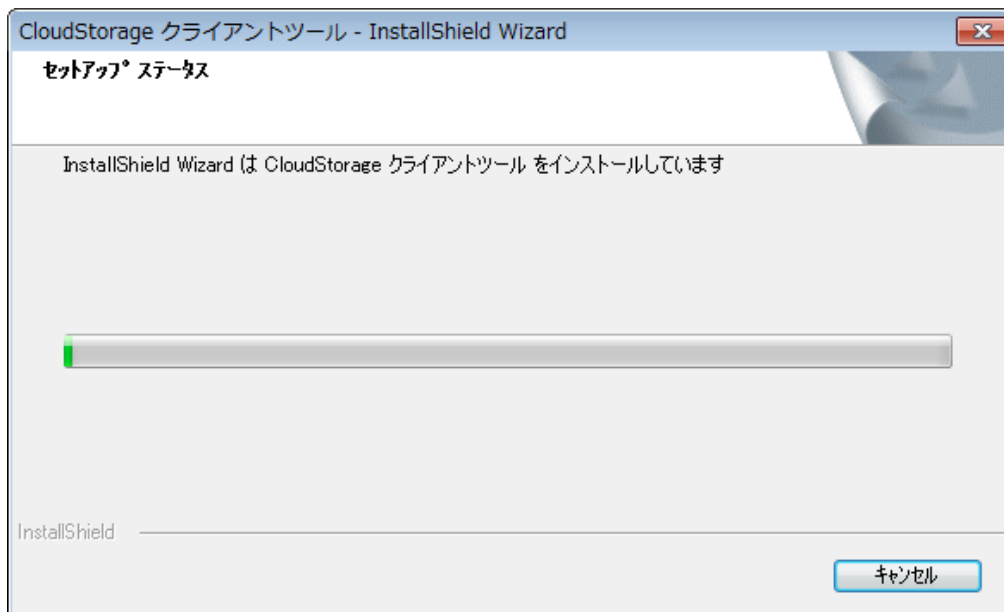 CloudStorage クライアントツール - InstallShield Wizard
セットアップ ステータス
InstallShield Wizard は CloudStorage クライアントツール をインストールしています
InstallShield
キャンセル